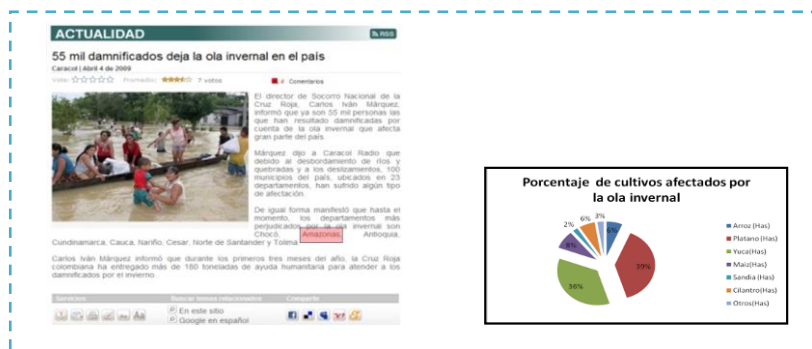 ACTUALIDAD
RSS
55 mil damnificados deja la ola invernal en el país
Caracol | Abril 4 de 2009
Vote: Promedio: 7 votos
4 Comentarios
El director de Socorro Nacional de la
Cruz Roja, Carlos Iván Márquez,
informó que ya son 55 mil personas las
que han resultado damnificadas por
cuenta de la ola invernal que afecta
gran parte del país.
Márquez dijo a Caracol Radio que
debido al desbordamiento de ríos y
quebradas y a los deslizamientos, 100
municipios del país, ubicados en 23
departamentos, han sufrido algún tipo
de afectación.
De igual forma manifestó que hasta el
momento, los departamentos más
perjudicados por la ola invernal son
Chocó, Amazonas, Antioquia,
Cundinamarca, Cauca, Nariño, Cesar, Norte de Santander y Tolima.
Carlos Iván Márquez informó que durante los primeros tres meses del año, la Cruz Roja
colombiana ha entregado más de 180 toneladas de ayuda humanitaria para atender a los
damnificados por el invierno.
Servicios
Buscar temas relacionados
Comparte
En este sitio
Google en español
Porcentaje de cultivos afectados por
la ola invernal
6%
39%
36%
8%
2%
6%
3%
Arroz (Has)
Platano (Has)
Yuca(Has)
Maiz(Has)
Sandia (Has)
Cilantro(Has)
Otros(Has)